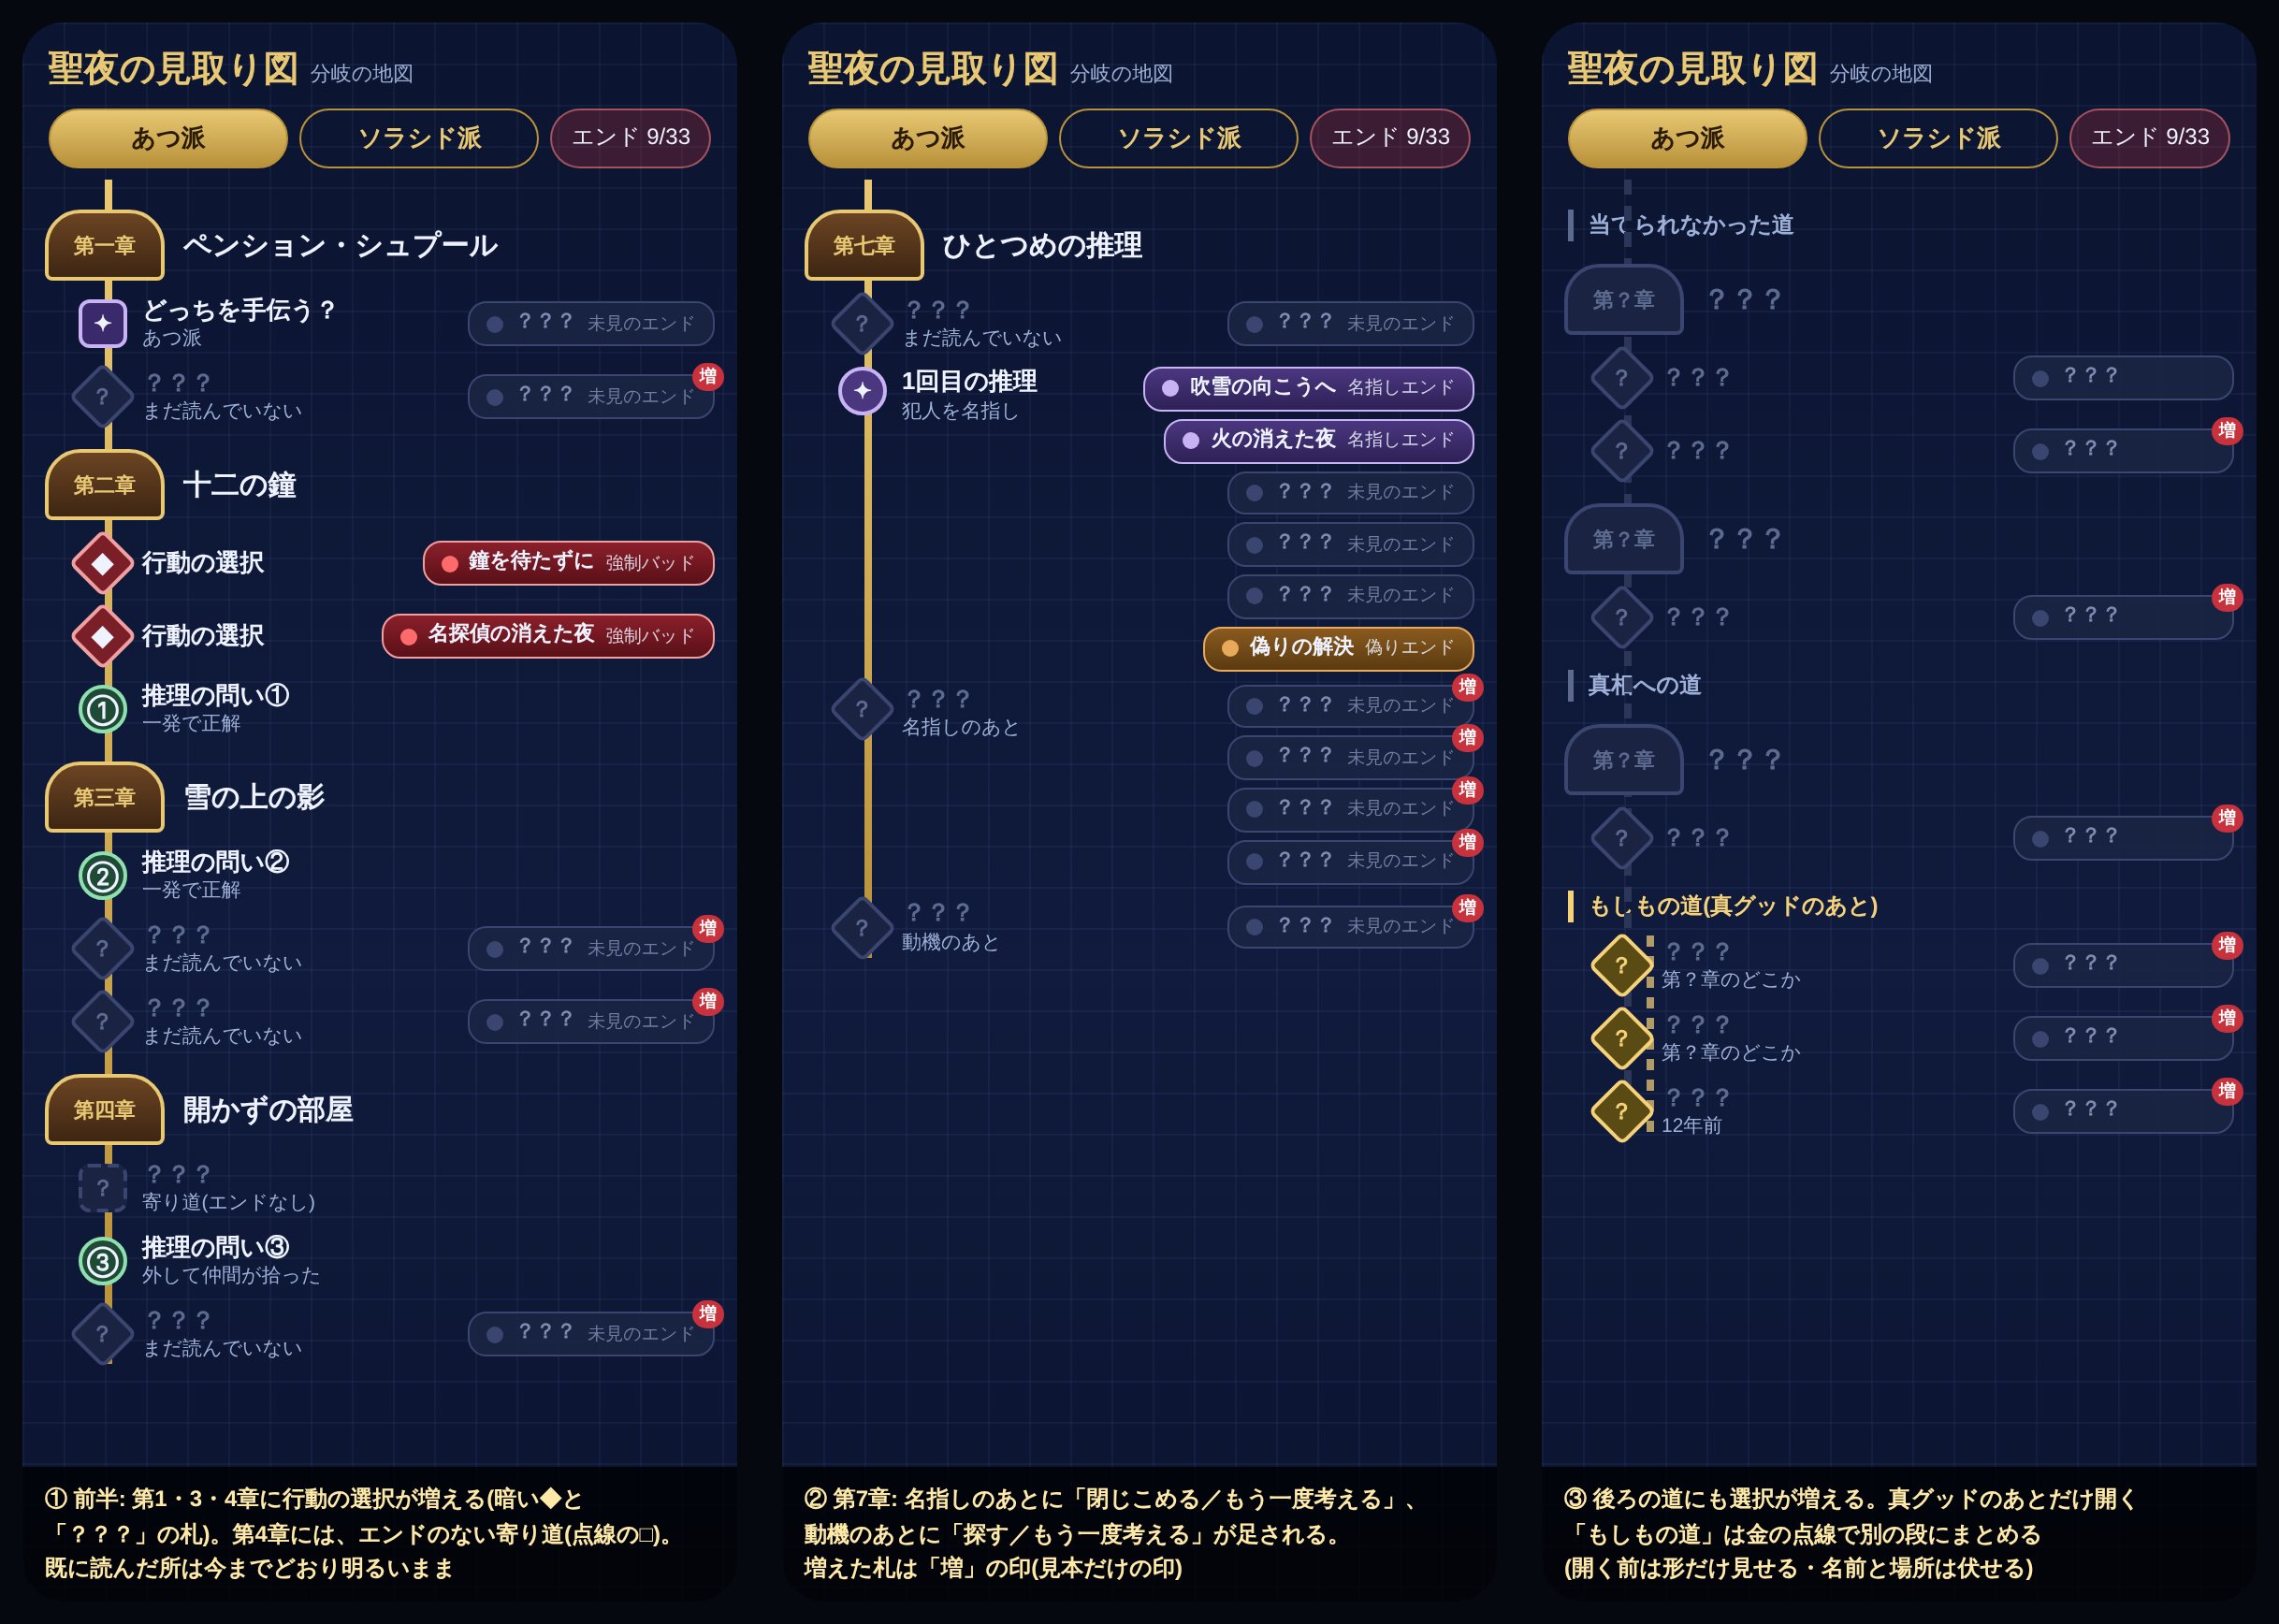 聖夜の見取り図 分岐の地図
あつ派 ソラシド派 エンド 9/33
第一章 ペンション・シュプール
✦ どっちを手伝う？ ？？？ 未見のエンド
あつ派
？ ？？？ ？？？ 未見のエンド 増
まだ読んでいない
第二章 十二の鐘
◆ 行動の選択 鐘を待たずに 強制バッド
◆ 行動の選択 名探偵の消えた夜 強制バッド
① 推理の問い①
一発で正解
第三章 雪の上の影
② 推理の問い②
一発で正解
？ ？？？ ？？？ 未見のエンド 増
まだ読んでいない
？ ？？？ ？？？ 未見のエンド 増
まだ読んでいない
第四章 開かずの部屋
？ ？？？
寄り道(エンドなし)
③ 推理の問い③
外して仲間が拾った
？ ？？？ ？？？ 未見のエンド 増
まだ読んでいない
① 前半: 第1・3・4章に行動の選択が増える(暗い◆と
「？？？」の札)。第4章には、エンドのない寄り道(点線の□)。
既に読んだ所は今までどおり明るいまま
聖夜の見取り図 分岐の地図
あつ派 ソラシド派 エンド 9/33
第七章 ひとつめの推理
？ ？？？ ？？？ 未見のエンド
まだ読んでいない
✦ 1回目の推理 吹雪の向こうへ 名指しエンド
犯人を名指し
火の消えた夜 名指しエンド
？？？ 未見のエンド
？？？ 未見のエンド
？？？ 未見のエンド
偽りの解決 偽りエンド
？ ？？？ ？？？ 未見のエンド 増
名指しのあと
？？？ 未見のエンド 増
？？？ 未見のエンド 増
？？？ 未見のエンド 増
？ ？？？ ？？？ 未見のエンド 増
動機のあと
② 第7章: 名指しのあとに「閉じこめる／もう一度考える」、
動機のあとに「探す／もう一度考える」が足される。
増えた札は「増」の印(見本だけの印)
聖夜の見取り図 分岐の地図
あつ派 ソラシド派 エンド 9/33
当てられなかった道
第？章 ？？？
？ ？？？ ？？？
？ ？？？ ？？？ 増
第？章 ？？？
？ ？？？ ？？？ 増
真相への道
第？章 ？？？
？ ？？？ ？？？ 増
もしもの道(真グッドのあと)
？ ？？？ ？？？ 増
第？章のどこか
？ ？？？ ？？？ 増
第？章のどこか
？ ？？？ ？？？ 増
12年前
③ 後ろの道にも選択が増える。真グッドのあとだけ開く
「もしもの道」は金の点線で別の段にまとめる
(開く前は形だけ見せる・名前と場所は伏せる)